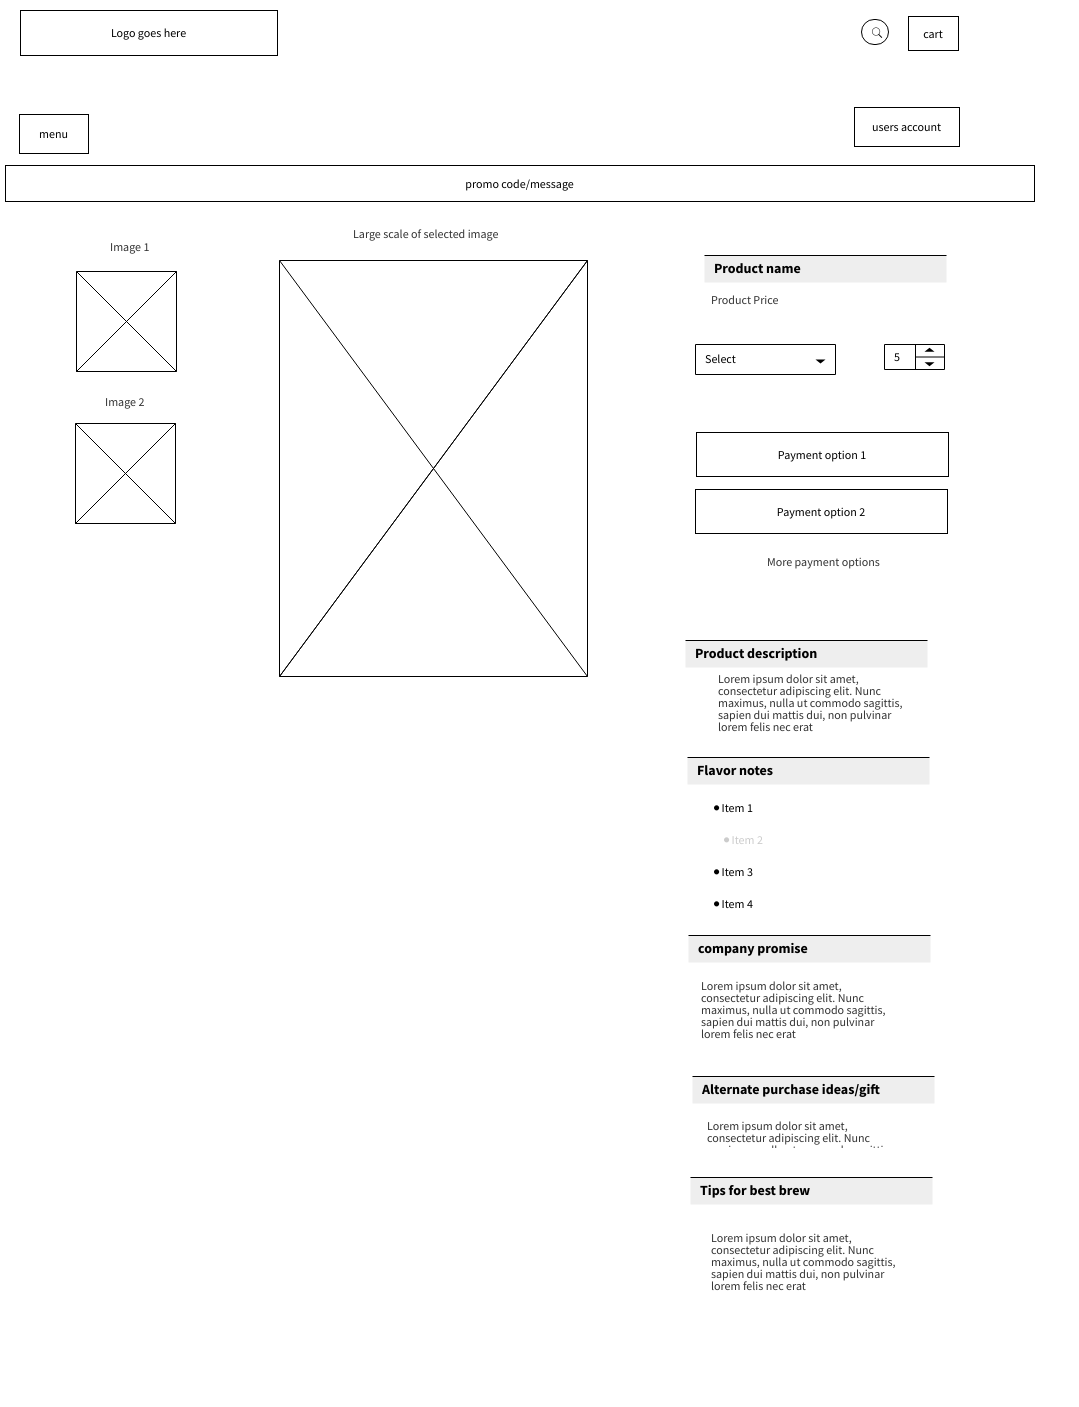 Logo goes here
cart
menu
users account
promo code/message
Image 1
Large scale of selected image
Image 2
Product name
Product Price
Select
5
Payment option 1
Payment option 2
More payment options
Product description
Lorem ipsum dolor sit amet,
consectetur adipiscing elit. Nunc
maximus, nulla ut commodo sagittis,
sapien dui mattis dui, non pulvinar
lorem felis nec erat
Flavor notes
Item 1
Item 2
Item 3
Item 4
company promise
Lorem ipsum dolor sit amet,
consectetur adipiscing elit. Nunc
maximus, nulla ut commodo sagittis,
sapien dui mattis dui, non pulvinar
lorem felis nec erat
Alternate purchase ideas/gift
Lorem ipsum dolor sit amet,
consectetur adipiscing elit. Nunc
Tips for best brew
Lorem ipsum dolor sit amet,
consectetur adipiscing elit. Nunc
maximus, nulla ut commodo sagittis,
sapien dui mattis dui, non pulvinar
lorem felis nec erat